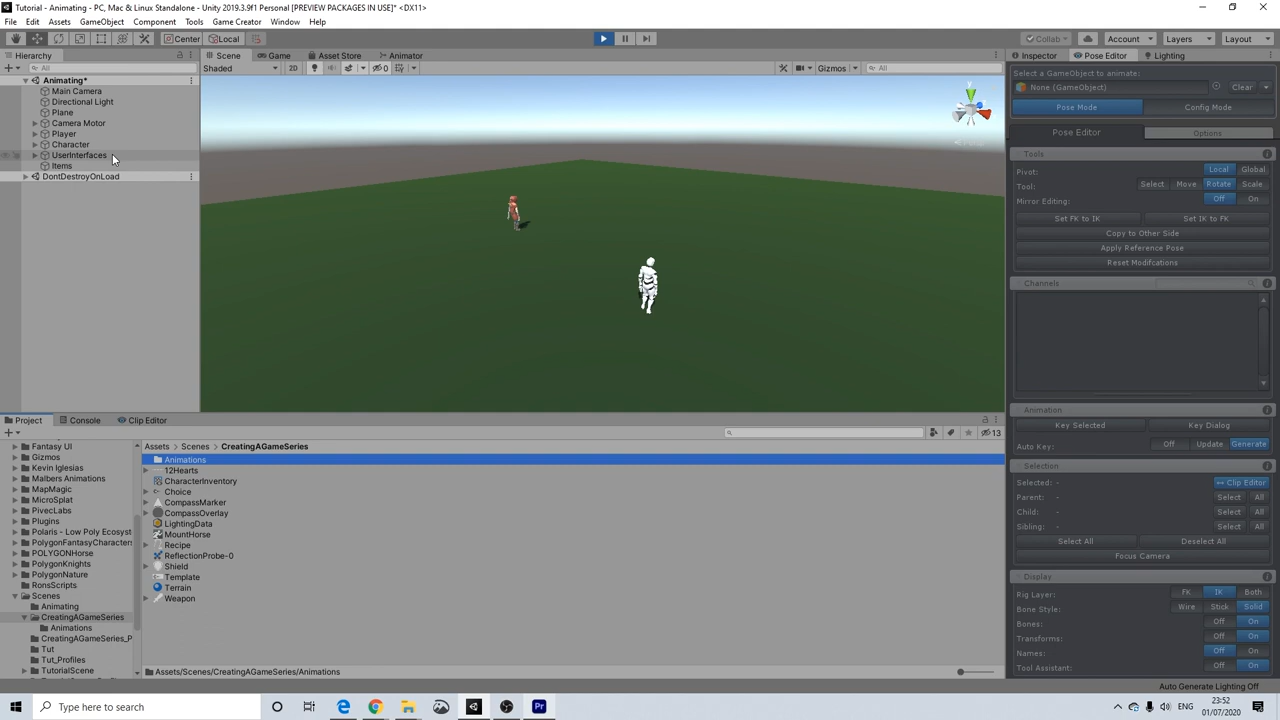 Tutorial - Animating - PC, Mac & Linux Standalone - Unity 2019.3.9f1 Personal [PREVIEW PACKAGES IN USE]* <DX11>
File Edit Assets GameObject Component Tools Game Creator Window Help
Center Local Collab Account Layers Layout
Hierarchy Scene Game Asset Store Animator Inspector Pose Editor Lighting
All Shaded 2D 0 Gizmos All
Select a GameObject to animate:
None (GameObject) Clear
Pose Mode Config Mode
Pose Editor Options
Animating*
Main Camera
Directional Light
Plane
Camera Motor
Player
Character
UserInterfaces
Items
DontDestroyOnLoad
y
Persp
Tools
Pivot: Local Global
Tool: Select Move Rotate Scale
Mirror Editing: Off On
Set FK to IK Set IK to FK
Copy to Other Side
Apply Reference Pose
Reset Modifcations
Channels
Animation
Key Selected Key Dialog
Auto Key: Off Update Generate
Selection
Selected: - Clip Editor
Parent: - Select All
Child: - Select All
Sibling: - Select All
Select All Deselect All
Focus Camera
Display
Rig Layer: FK IK Both
Bone Style: Wire Stick Solid
Bones: Off On
Transforms: Off On
Names: Off On
Tool Assistant: Off On
Project Console Clip Editor
13
Fantasy UI
Gizmos
Kevin Iglesias
Malbers Animations
MapMagic
MicroSplat
PivecLabs
Plugins
Polaris - Low Poly Ecosyst
PolygonFantasyCharacters
POLYGONHorse
PolygonKnights
PolygonNature
RonsScripts
Scenes
Animating
CreatingAGameSeries
Animations
CreatingAGameSeries_P
Tut
Tut_Profiles
TutorialScene
Assets Scenes CreatingAGameSeries
Animations
12Hearts
CharacterInventory
Choice
CompassMarker
CompassOverlay
LightingData
MountHorse
Recipe
ReflectionProbe-0
Shield
Template
Terrain
Weapon
Assets/Scenes/CreatingAGameSeries/Animations
Auto Generate Lighting Off
Type here to search
Pr
ENG
23:52
01/07/2020